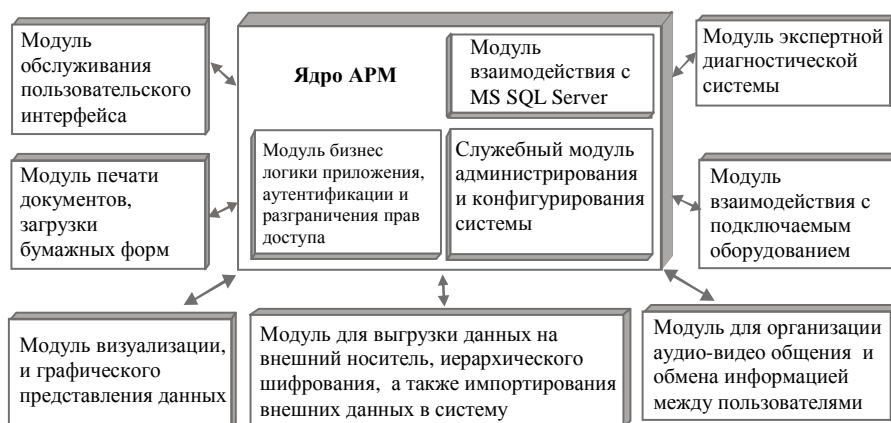 Модуль
обслуживания
пользовательского
интерфейса
Ядро АРМ
Модуль
взаимодействия с
MS SQL Server
Модуль экспертной
диагностической
системы
Модуль печати
документов,
загрузки
бумажных форм
Модуль бизнес
логики приложения,
аутентификации и
разграничения прав
доступа
Служебный модуль
администрирования
и конфигурирования
системы
Модуль
взаимодействия с
подключаемым
оборудованием
Модуль визуализации,
и графического
представления данных
Модуль для выгрузки данных на
внешний носитель, иерархического
шифрования, а также импортирования
внешних данных в систему
Модуль для организации
аудио-видео общения и
обмена информацией
между пользователями